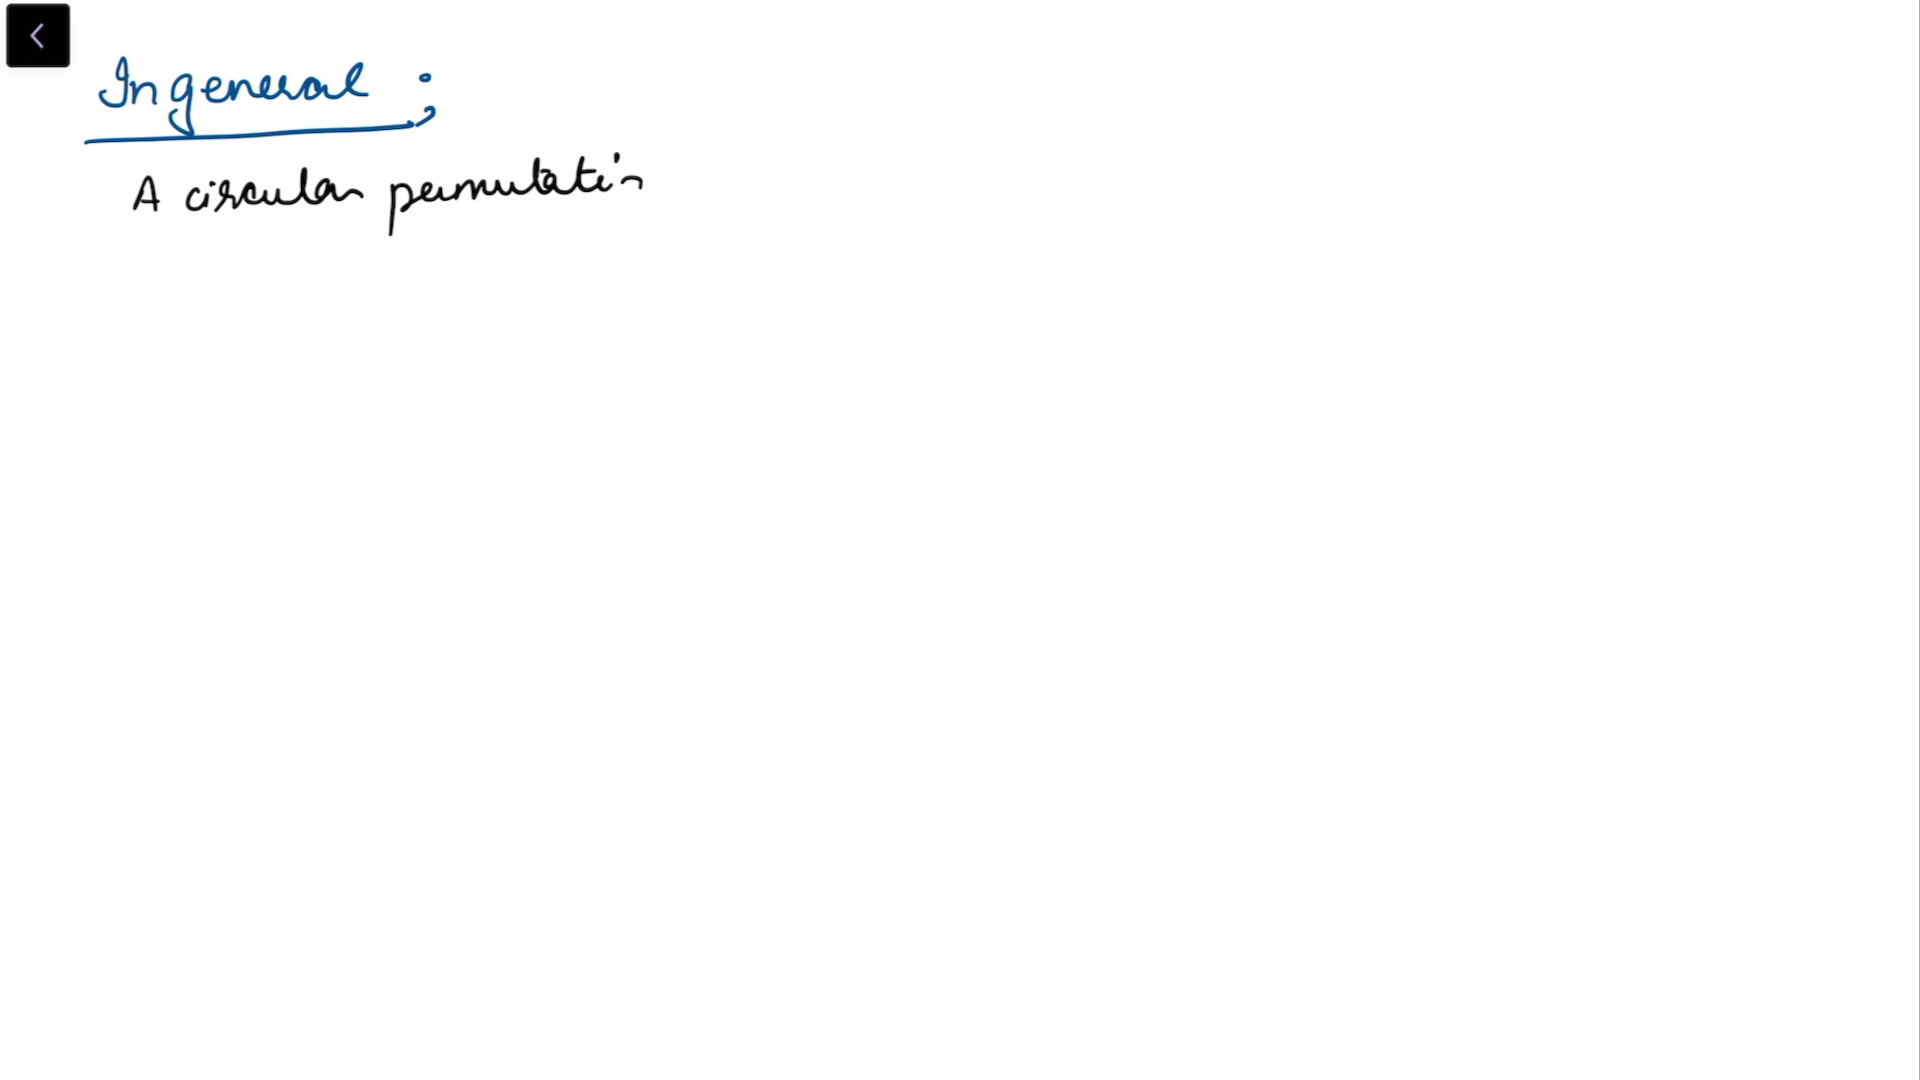 In general :
A circular permutation